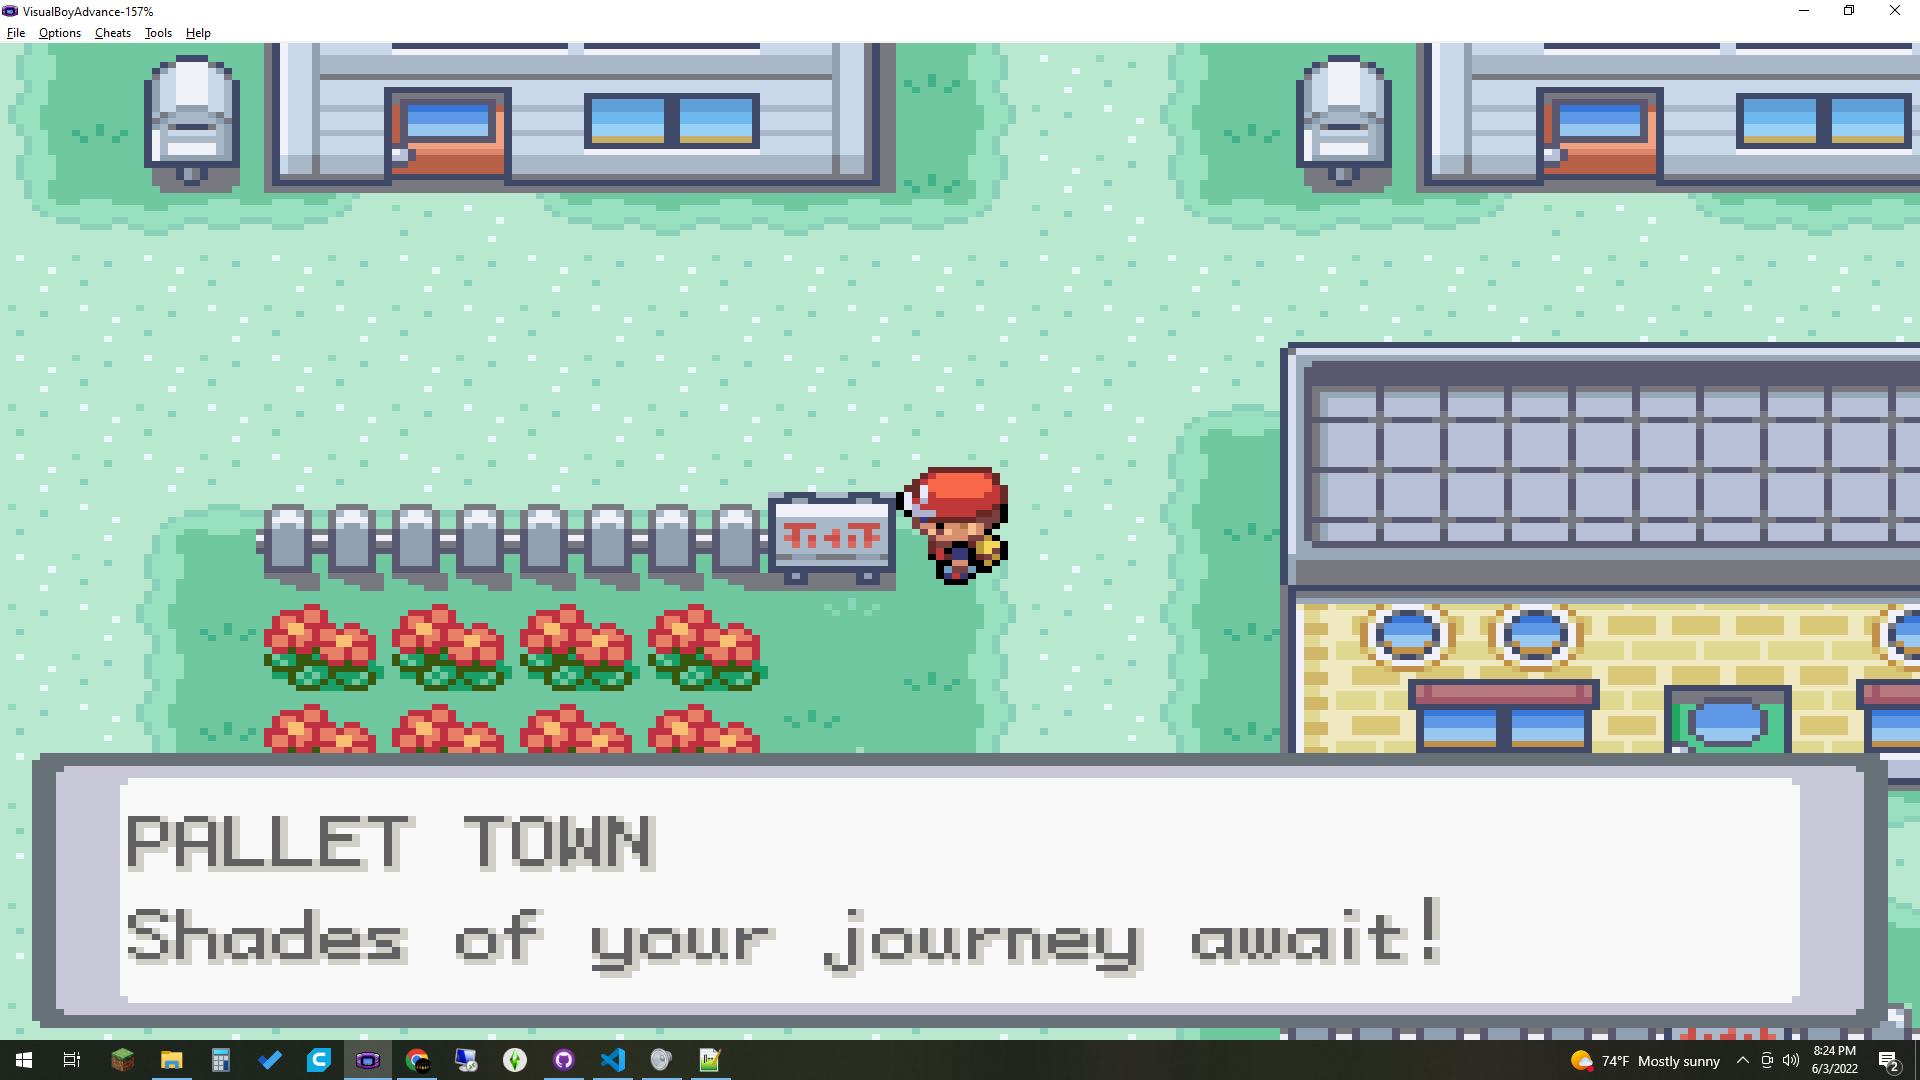 VisualBoyAdvance-157%
File Options Cheats Tools Help
PALLET TOWN
Shades of your journey await!
74°F Mostly sunny
8:24 PM
6/3/2022
2